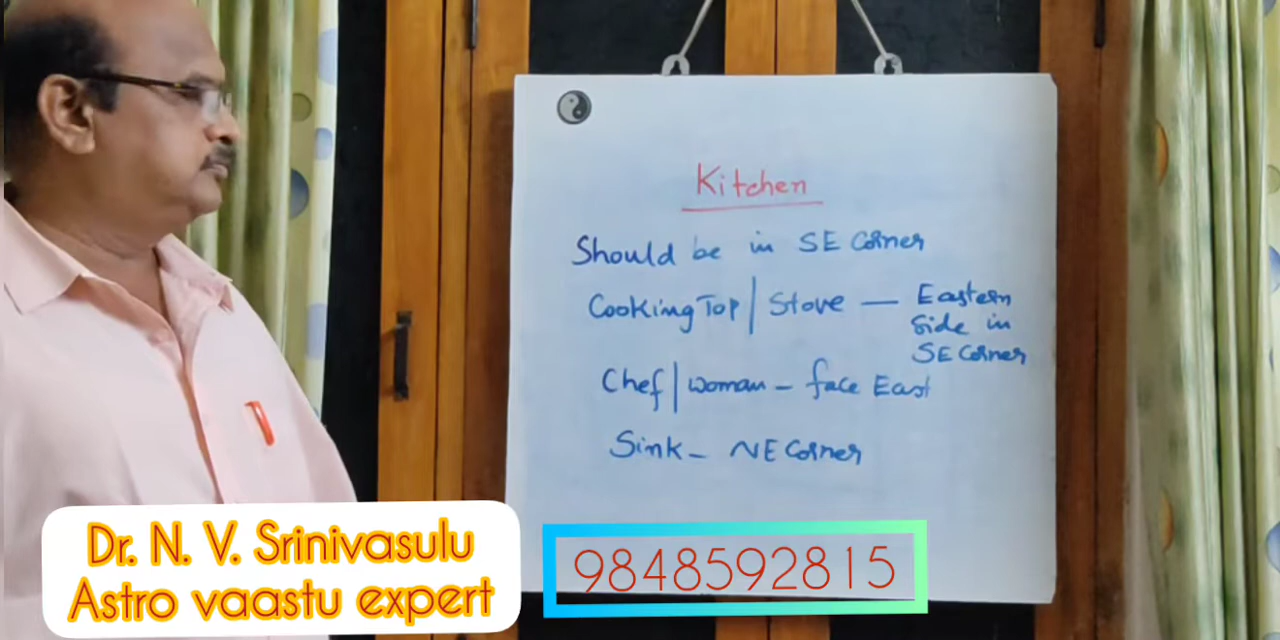 Kitchen
Should be in SE Corner
Cooking Top | Stove — Eastern
side in
SE Corner
Chef | woman - face East
Sink - NE Corner
Dr. N. V. Srinivasulu
Astro vaastu expert
9848592815